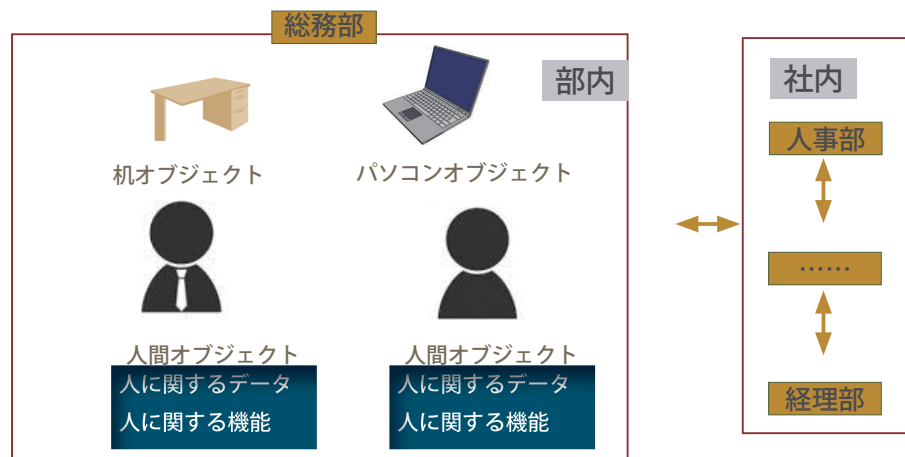 総務部
部内
机オブジェクト
パソコンオブジェクト
人間オブジェクト
人に関するデータ
人に関する機能
人間オブジェクト
人に関するデータ
人に関する機能
社内
人事部
……
経理部